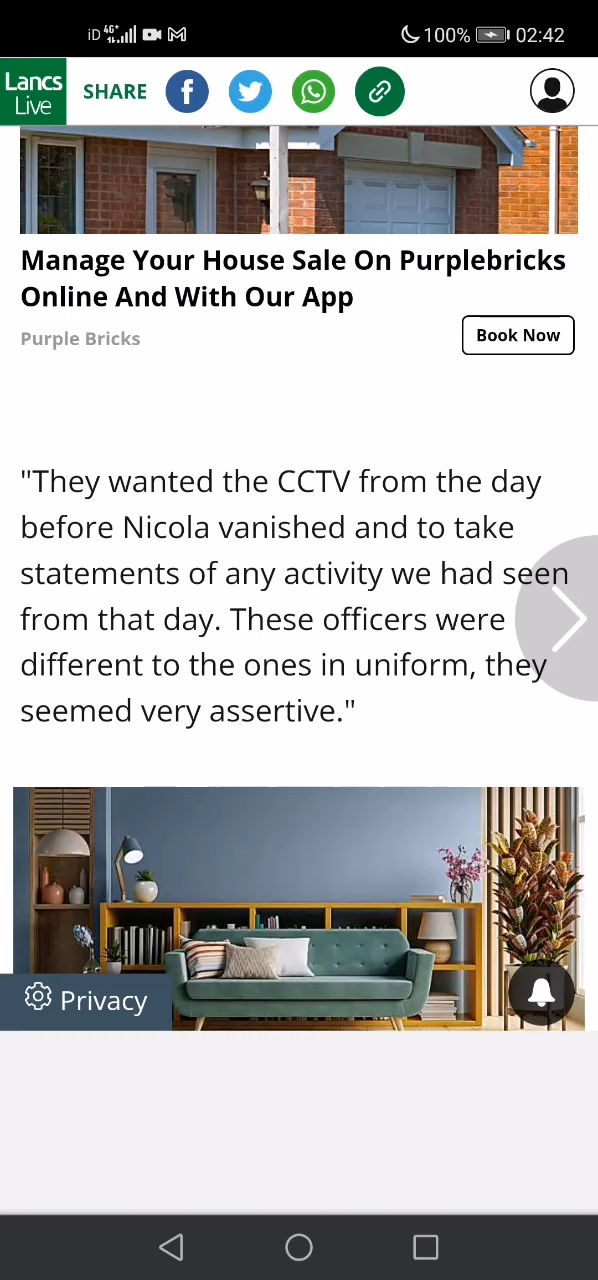 iD 4G+ 100% 02:42
Lancs
Live
SHARE
Manage Your House Sale On Purplebricks
Online And With Our App
Purple Bricks
Book Now
"They wanted the CCTV from the day
before Nicola vanished and to take
statements of any activity we had seen
from that day. These officers were
different to the ones in uniform, they
seemed very assertive."
Privacy